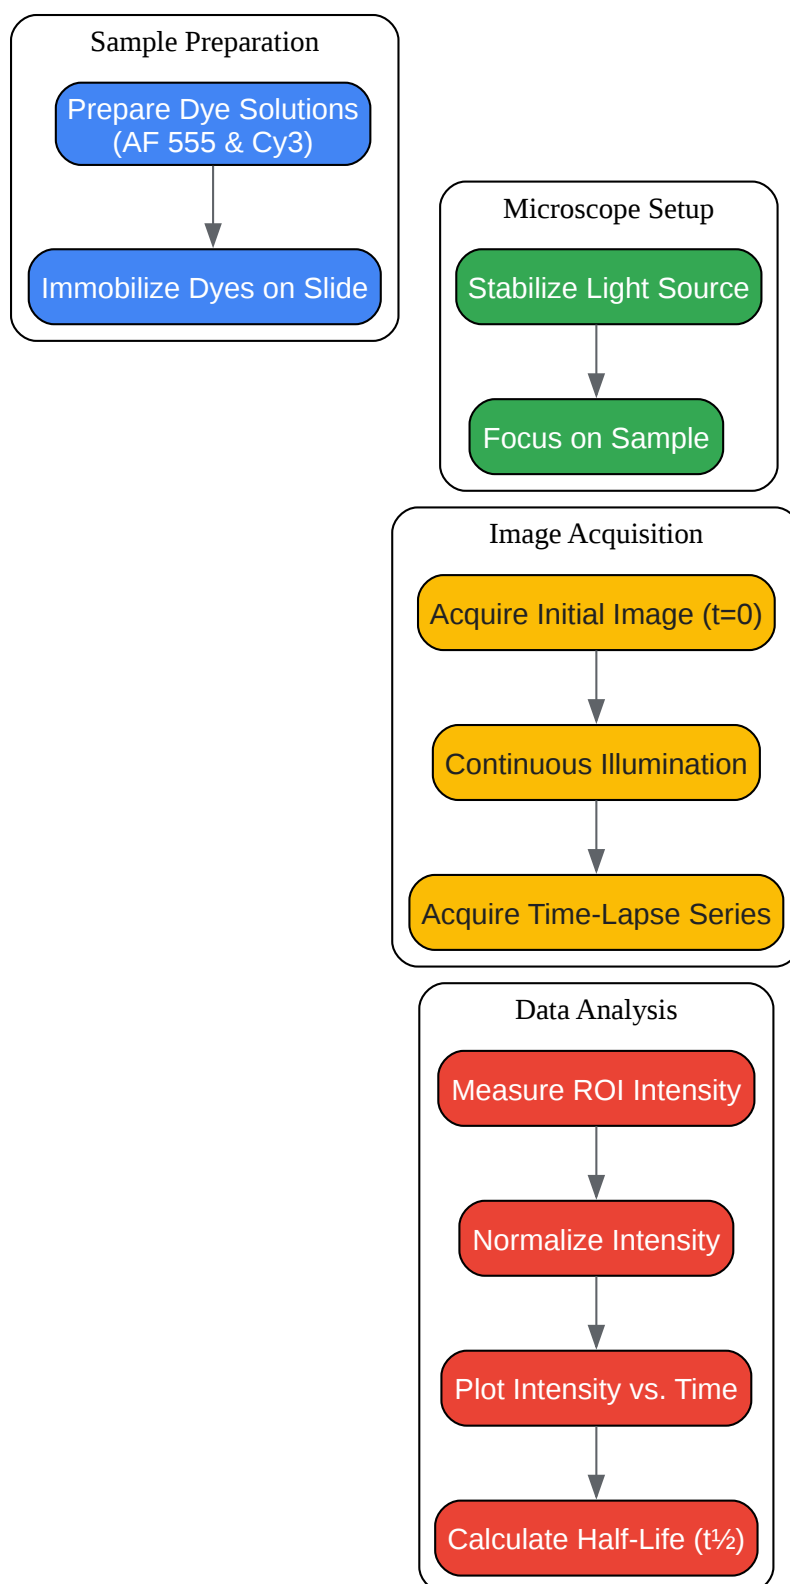 Sample Preparation
Prepare Dye Solutions
(AF 555 & Cy3)
Immobilize Dyes on Slide
Microscope Setup
Stabilize Light Source
Focus on Sample
Image Acquisition
Acquire Initial Image (t=0)
Continuous Illumination
Acquire Time-Lapse Series
Data Analysis
Measure ROI Intensity
Normalize Intensity
Plot Intensity vs. Time
Calculate Half-Life (t½)